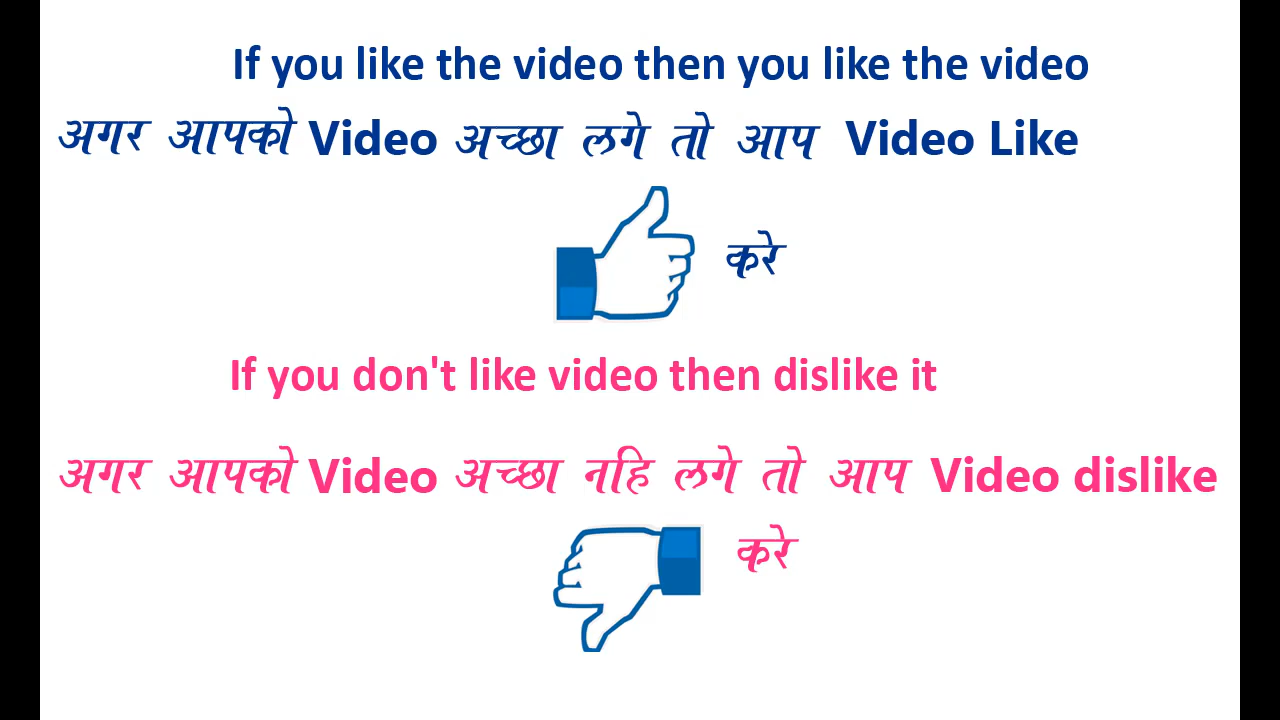 If you like the video then you like the video
अगर आपको Video अच्छा लगे तो आप Video Like
करे
If you don't like video then dislike it
अगर आपको Video अच्छा नहि लगे तो आप Video dislike
करे